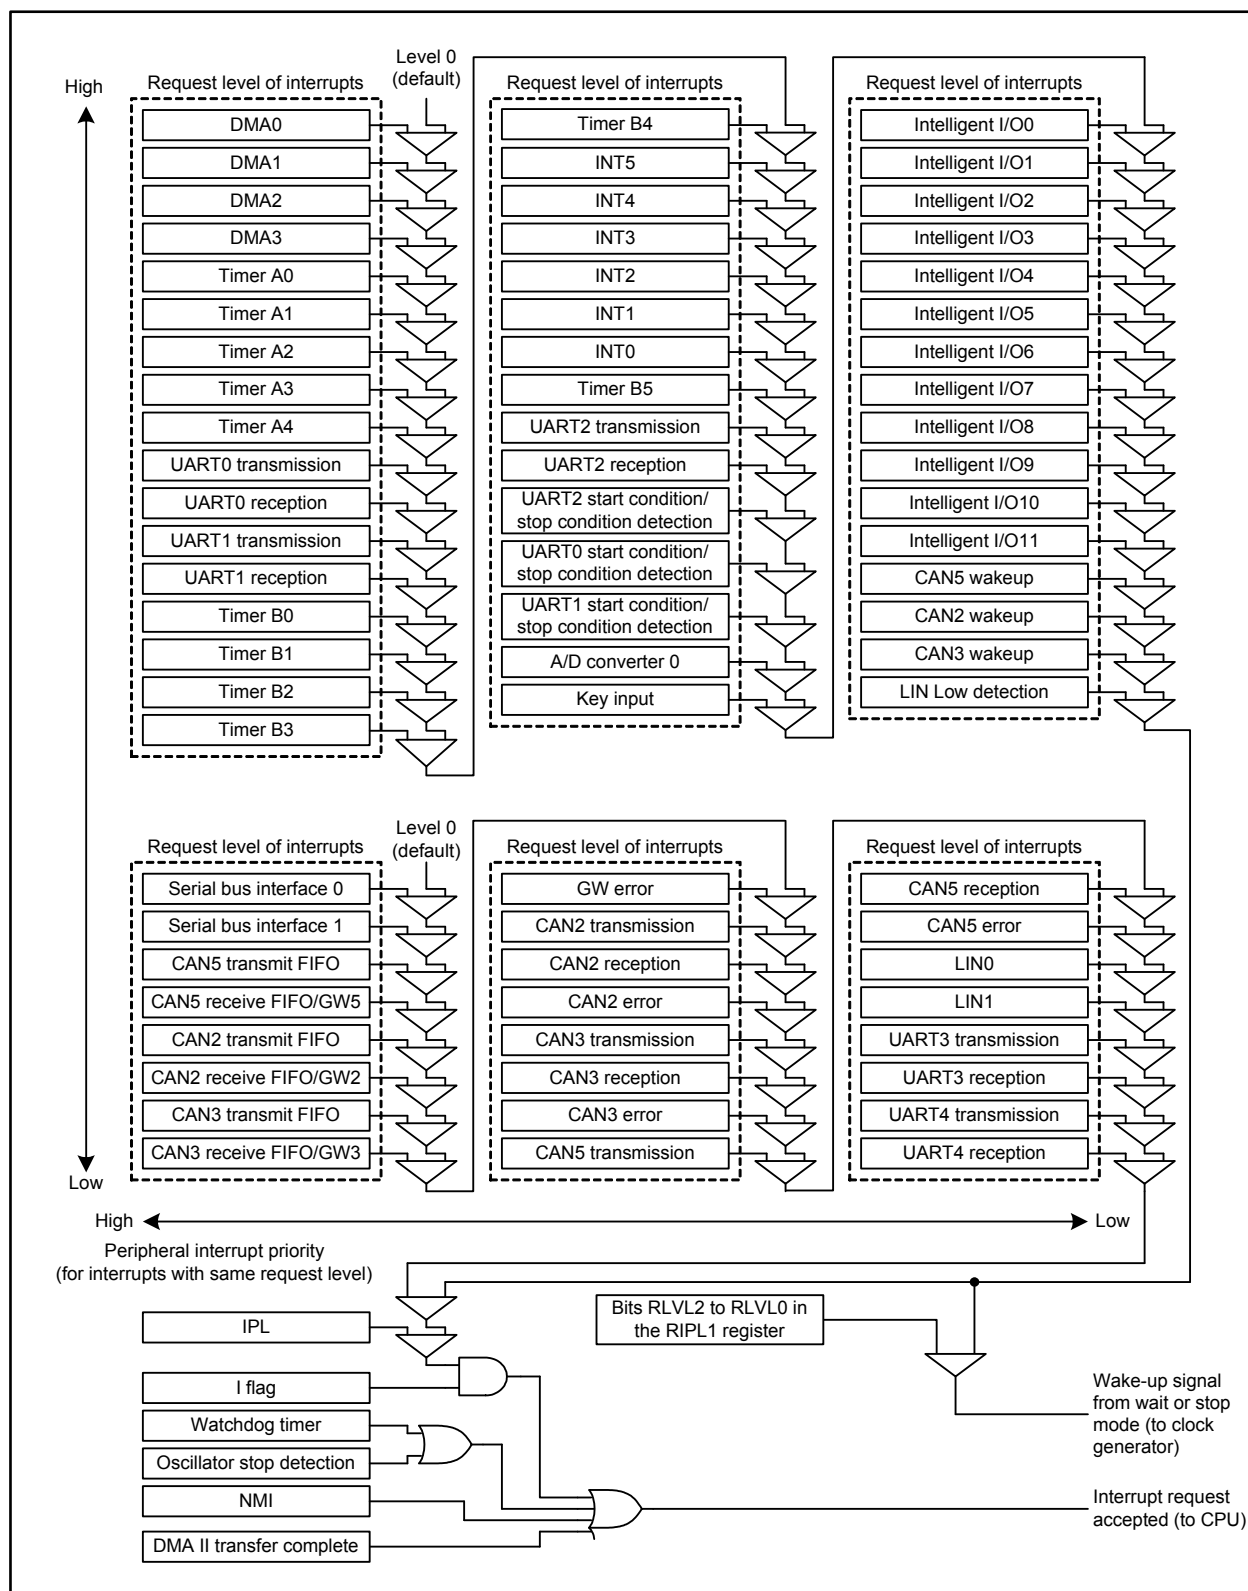 Level 0
(default)
High
Request level of interrupts
DMA0
DMA1
DMA2
DMA3
Timer A0
Timer A1
Timer A2
Timer A3
Timer A4
UART0 transmission
UART0 reception
UART1 transmission
UART1 reception
Timer B0
Timer B1
Timer B2
Timer B3
Request level of interrupts
Timer B4
INT5
INT4
INT3
INT2
INT1
INT0
Timer B5
UART2 transmission
UART2 reception
UART2 start condition/
stop condition detection
UART0 start condition/
stop condition detection
UART1 start condition/
stop condition detection
A/D converter 0
Key input
Request level of interrupts
Intelligent I/O0
Intelligent I/O1
Intelligent I/O2
Intelligent I/O3
Intelligent I/O4
Intelligent I/O5
Intelligent I/O6
Intelligent I/O7
Intelligent I/O8
Intelligent I/O9
Intelligent I/O10
Intelligent I/O11
CAN5 wakeup
CAN2 wakeup
CAN3 wakeup
LIN Low detection
Level 0
(default)
Request level of interrupts
Serial bus interface 0
Serial bus interface 1
CAN5 transmit FIFO
CAN5 receive FIFO/GW5
CAN2 transmit FIFO
CAN2 receive FIFO/GW2
CAN3 transmit FIFO
CAN3 receive FIFO/GW3
Request level of interrupts
GW error
CAN2 transmission
CAN2 reception
CAN2 error
CAN3 transmission
CAN3 reception
CAN3 error
CAN5 transmission
Request level of interrupts
CAN5 reception
CAN5 error
LIN0
LIN1
UART3 transmission
UART3 reception
UART4 transmission
UART4 reception
Low
High
Low
Peripheral interrupt priority
(for interrupts with same request level)
IPL
I flag
Watchdog timer
Oscillator stop detection
NMI
DMA II transfer complete
Bits RLVL2 to RLVL0 in
the RIPL1 register
Wake-up signal
from wait or stop
mode (to clock
generator)
Interrupt request
accepted (to CPU)